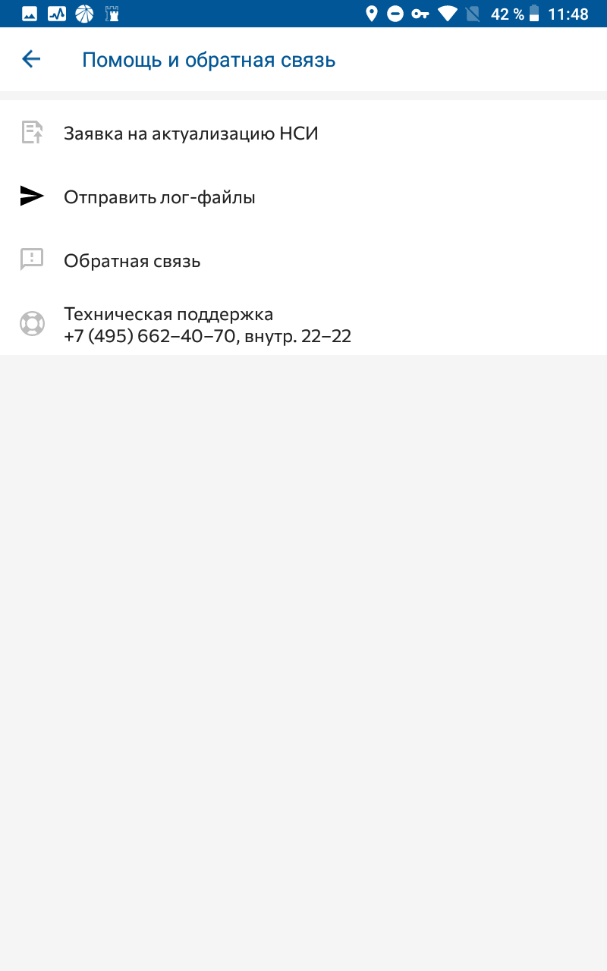 42 % 11:48
Помощь и обратная связь
Заявка на актуализацию НСИ
Отправить лог-файлы
Обратная связь
Техническая поддержка
+7 (495) 662–40–70, внутр. 22–22